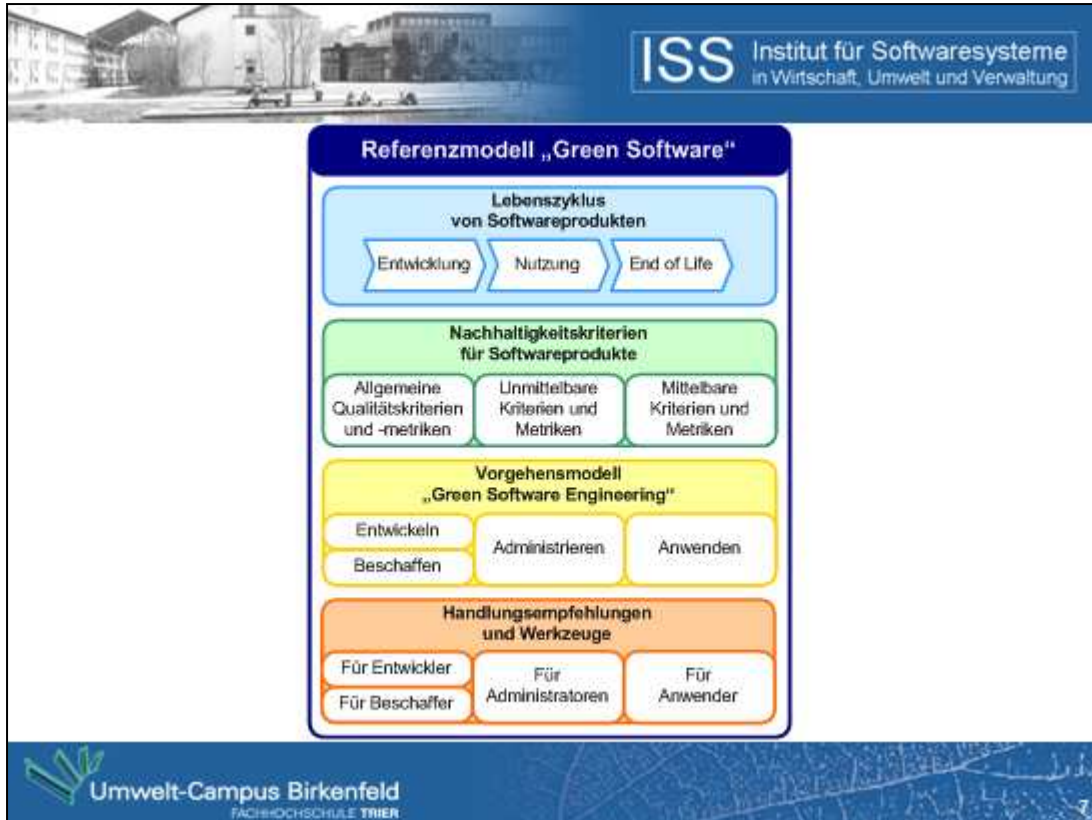 ISS Institut für Softwaresysteme
in Wirtschaft, Umwelt und Verwaltung
Referenzmodell „Green Software“
Lebenszyklus
von Softwareprodukten
Entwicklung Nutzung End of Life
Nachhaltigkeitskriterien
für Softwareprodukte
Allgemeine
Qualitätskriterien
und -metriken
Unmittelbare
Kriterien und
Metriken
Mittelbare
Kriterien und
Metriken
Vorgehensmodell
„Green Software Engineering“
Entwickeln
Beschaffen
Administrieren
Anwenden
Handlungsempfehlungen
und Werkzeuge
Für Entwickler
Für Beschaffer
Für
Administratoren
Für
Anwender
Umwelt-Campus Birkenfeld
FACHHOCHSCHULE TRIER